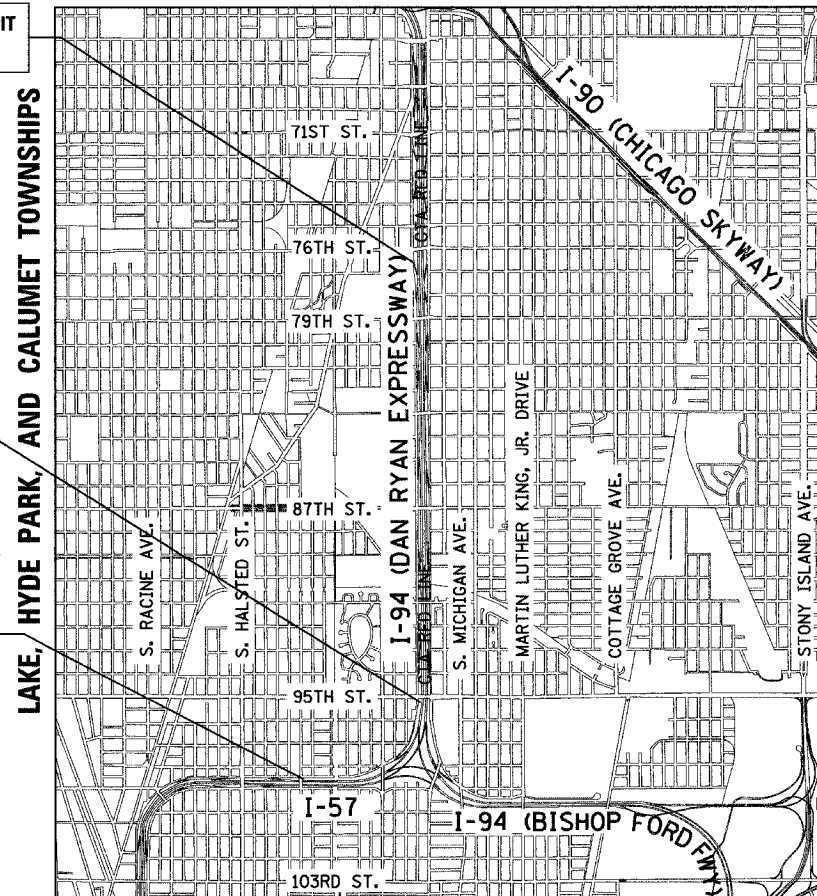 IT
LAKE, HYDE PARK, AND CALUMET TOWNSHIPS
I-90 (CHICAGO SKYWAY)
71ST ST.
CTA RED LINE
76TH ST.
79TH ST.
I-94 (DAN RYAN EXPRESSWAY)
MARTIN LUTHER KING, JR. DRIVE
87TH ST.
S. RACINE AVE.
S. HALSTED ST.
CTA RED LINE
S. MICHIGAN AVE.
COTTAGE GROVE AVE.
STONY ISLAND AVE.
95TH ST.
I-57
I-94 (BISHOP FORD FWY)
103RD ST.